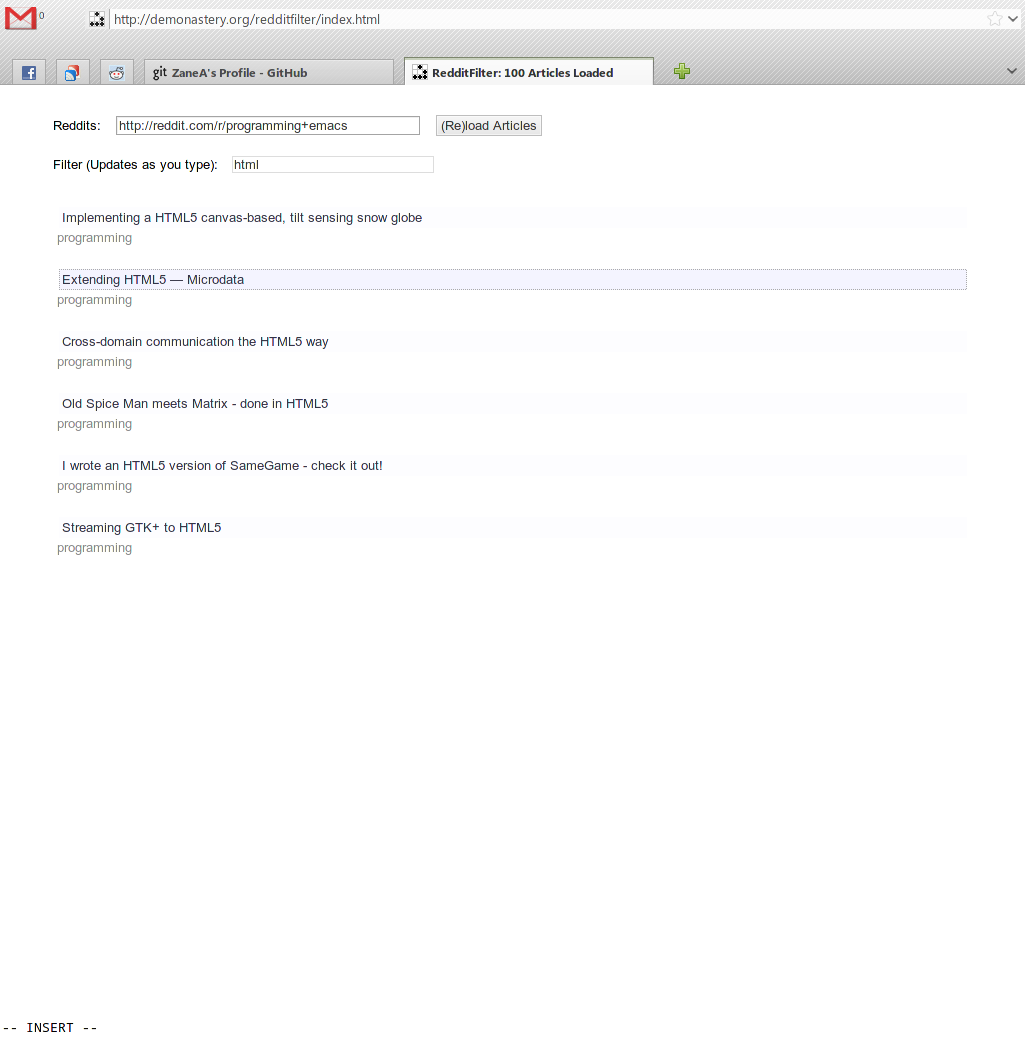 0
http://demonastery.org/redditfilter/index.html
git ZaneA's Profile - GitHub
RedditFilter: 100 Articles Loaded
Reddits: http://reddit.com/r/programming+emacs (Re)load Articles
Filter (Updates as you type): html
Implementing a HTML5 canvas-based, tilt sensing snow globe
programming
Extending HTML5 — Microdata
programming
Cross-domain communication the HTML5 way
programming
Old Spice Man meets Matrix - done in HTML5
programming
I wrote an HTML5 version of SameGame - check it out!
programming
Streaming GTK+ to HTML5
programming
-- INSERT --